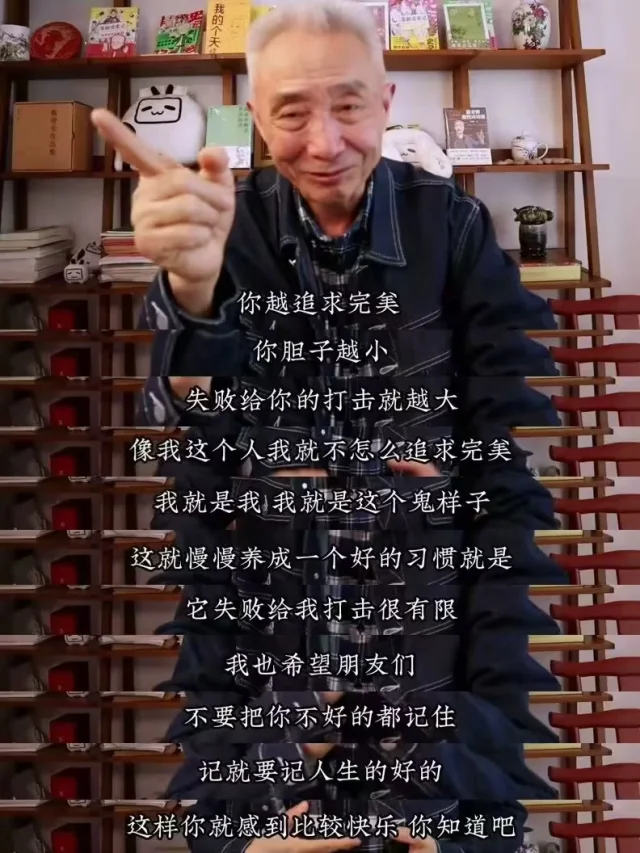 我的个天
你越追求完美
你胆子越小
失败给你的打击就越大
像我这个人我就不怎么追求完美
我就是我 我就是这个鬼样子
这就慢慢养成一个好的习惯就是
它失败给我打击很有限
我也希望朋友们
不要把你不好的都记住
记就要记人生的好的
这样你就感到比较快乐 你知道吧